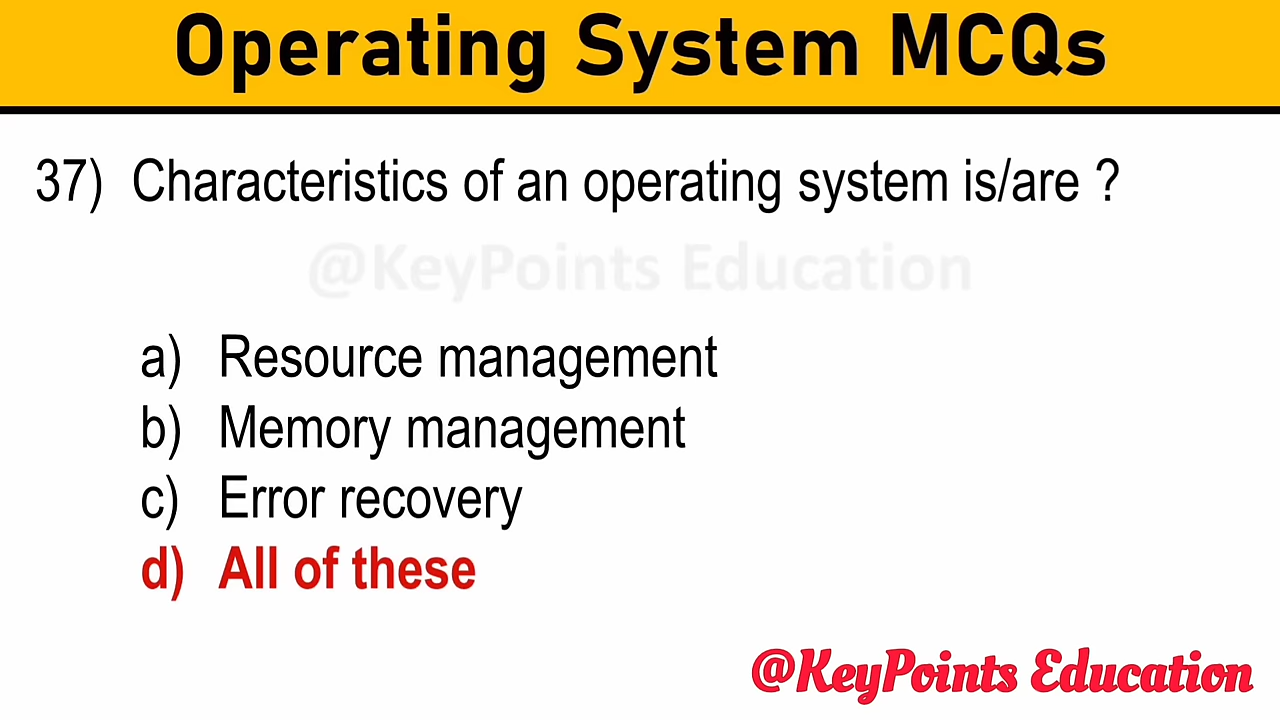 Operating System MCQs
37) Characteristics of an operating system is/are ?
@KeyPoints Education
a) Resource management
b) Memory management
c) Error recovery
d) All of these
@KeyPoints Education